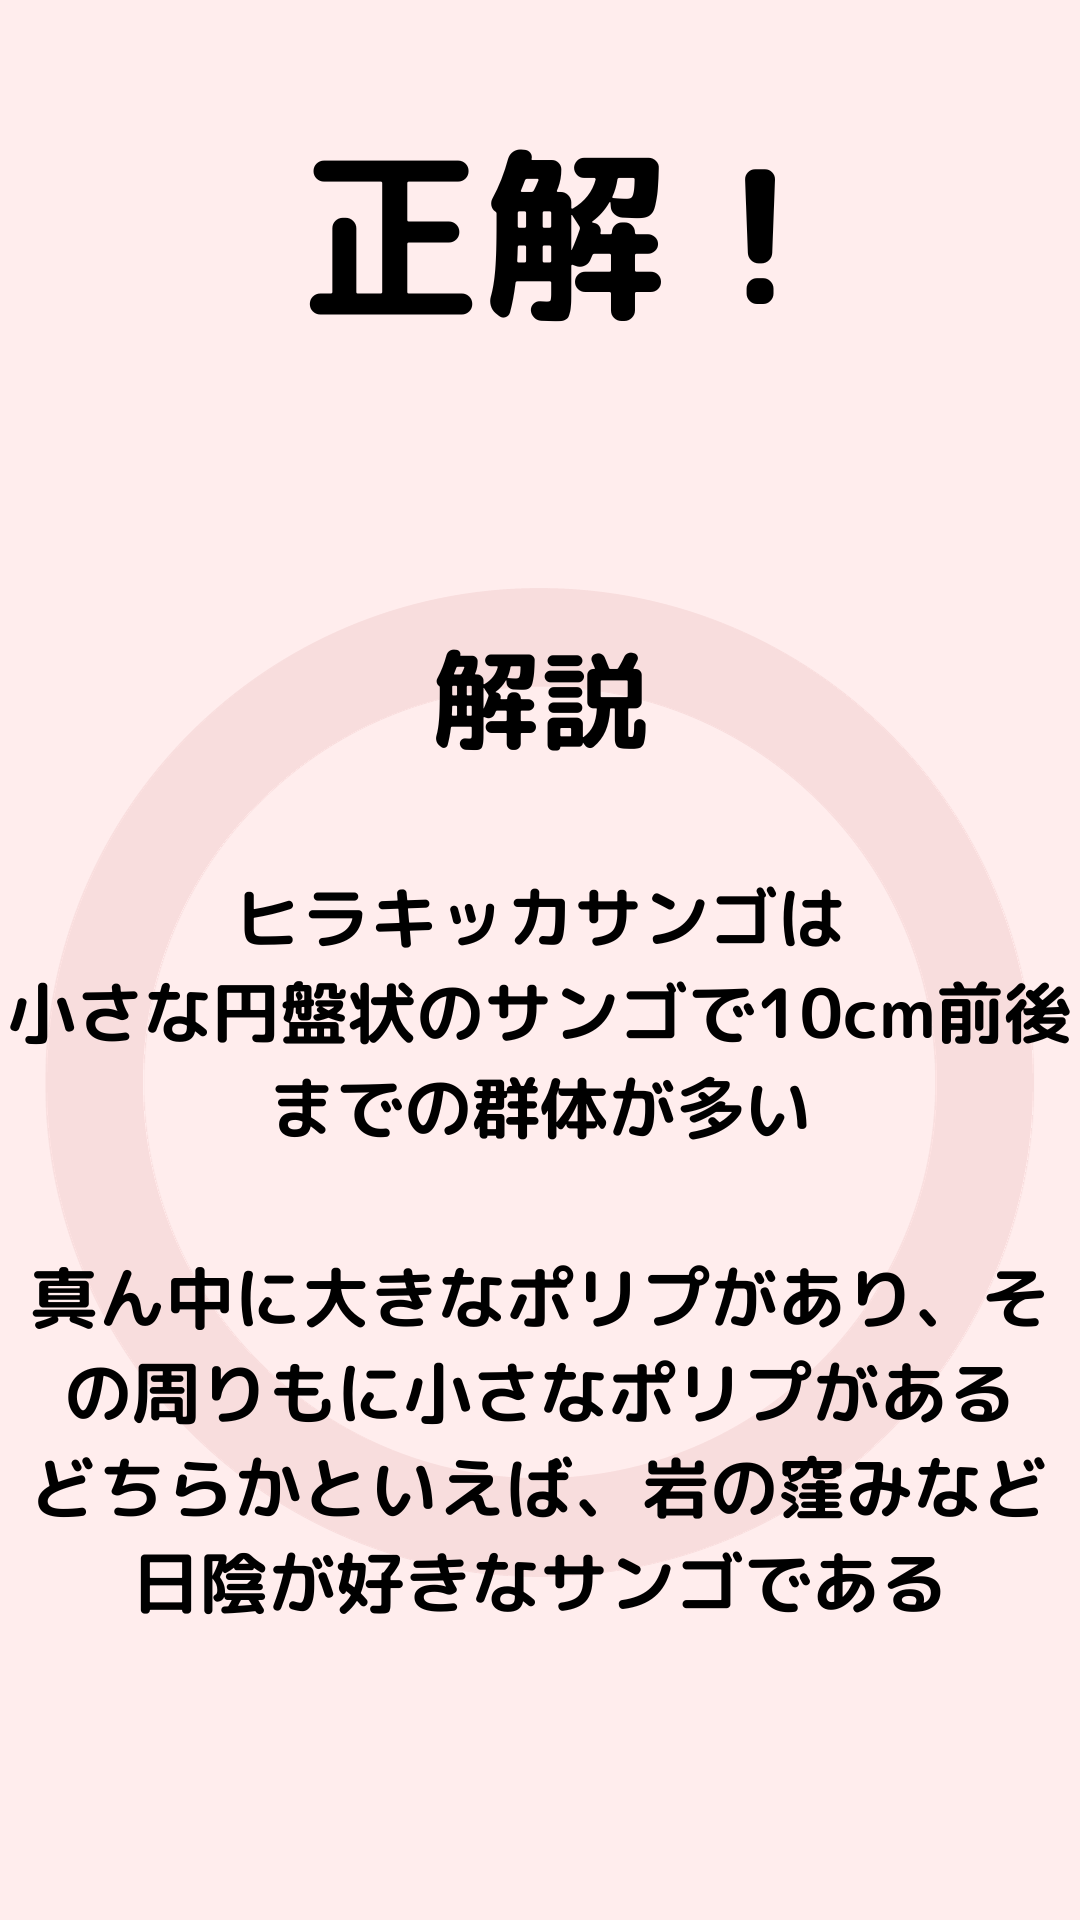 正解！
解説
ヒラキッカサンゴは
小さな円盤状のサンゴで10cm前後
までの群体が多い
真ん中に大きなポリプがあり、そ
の周りもに小さなポリプがある
どちらかといえば、岩の窪みなど
日陰が好きなサンゴである